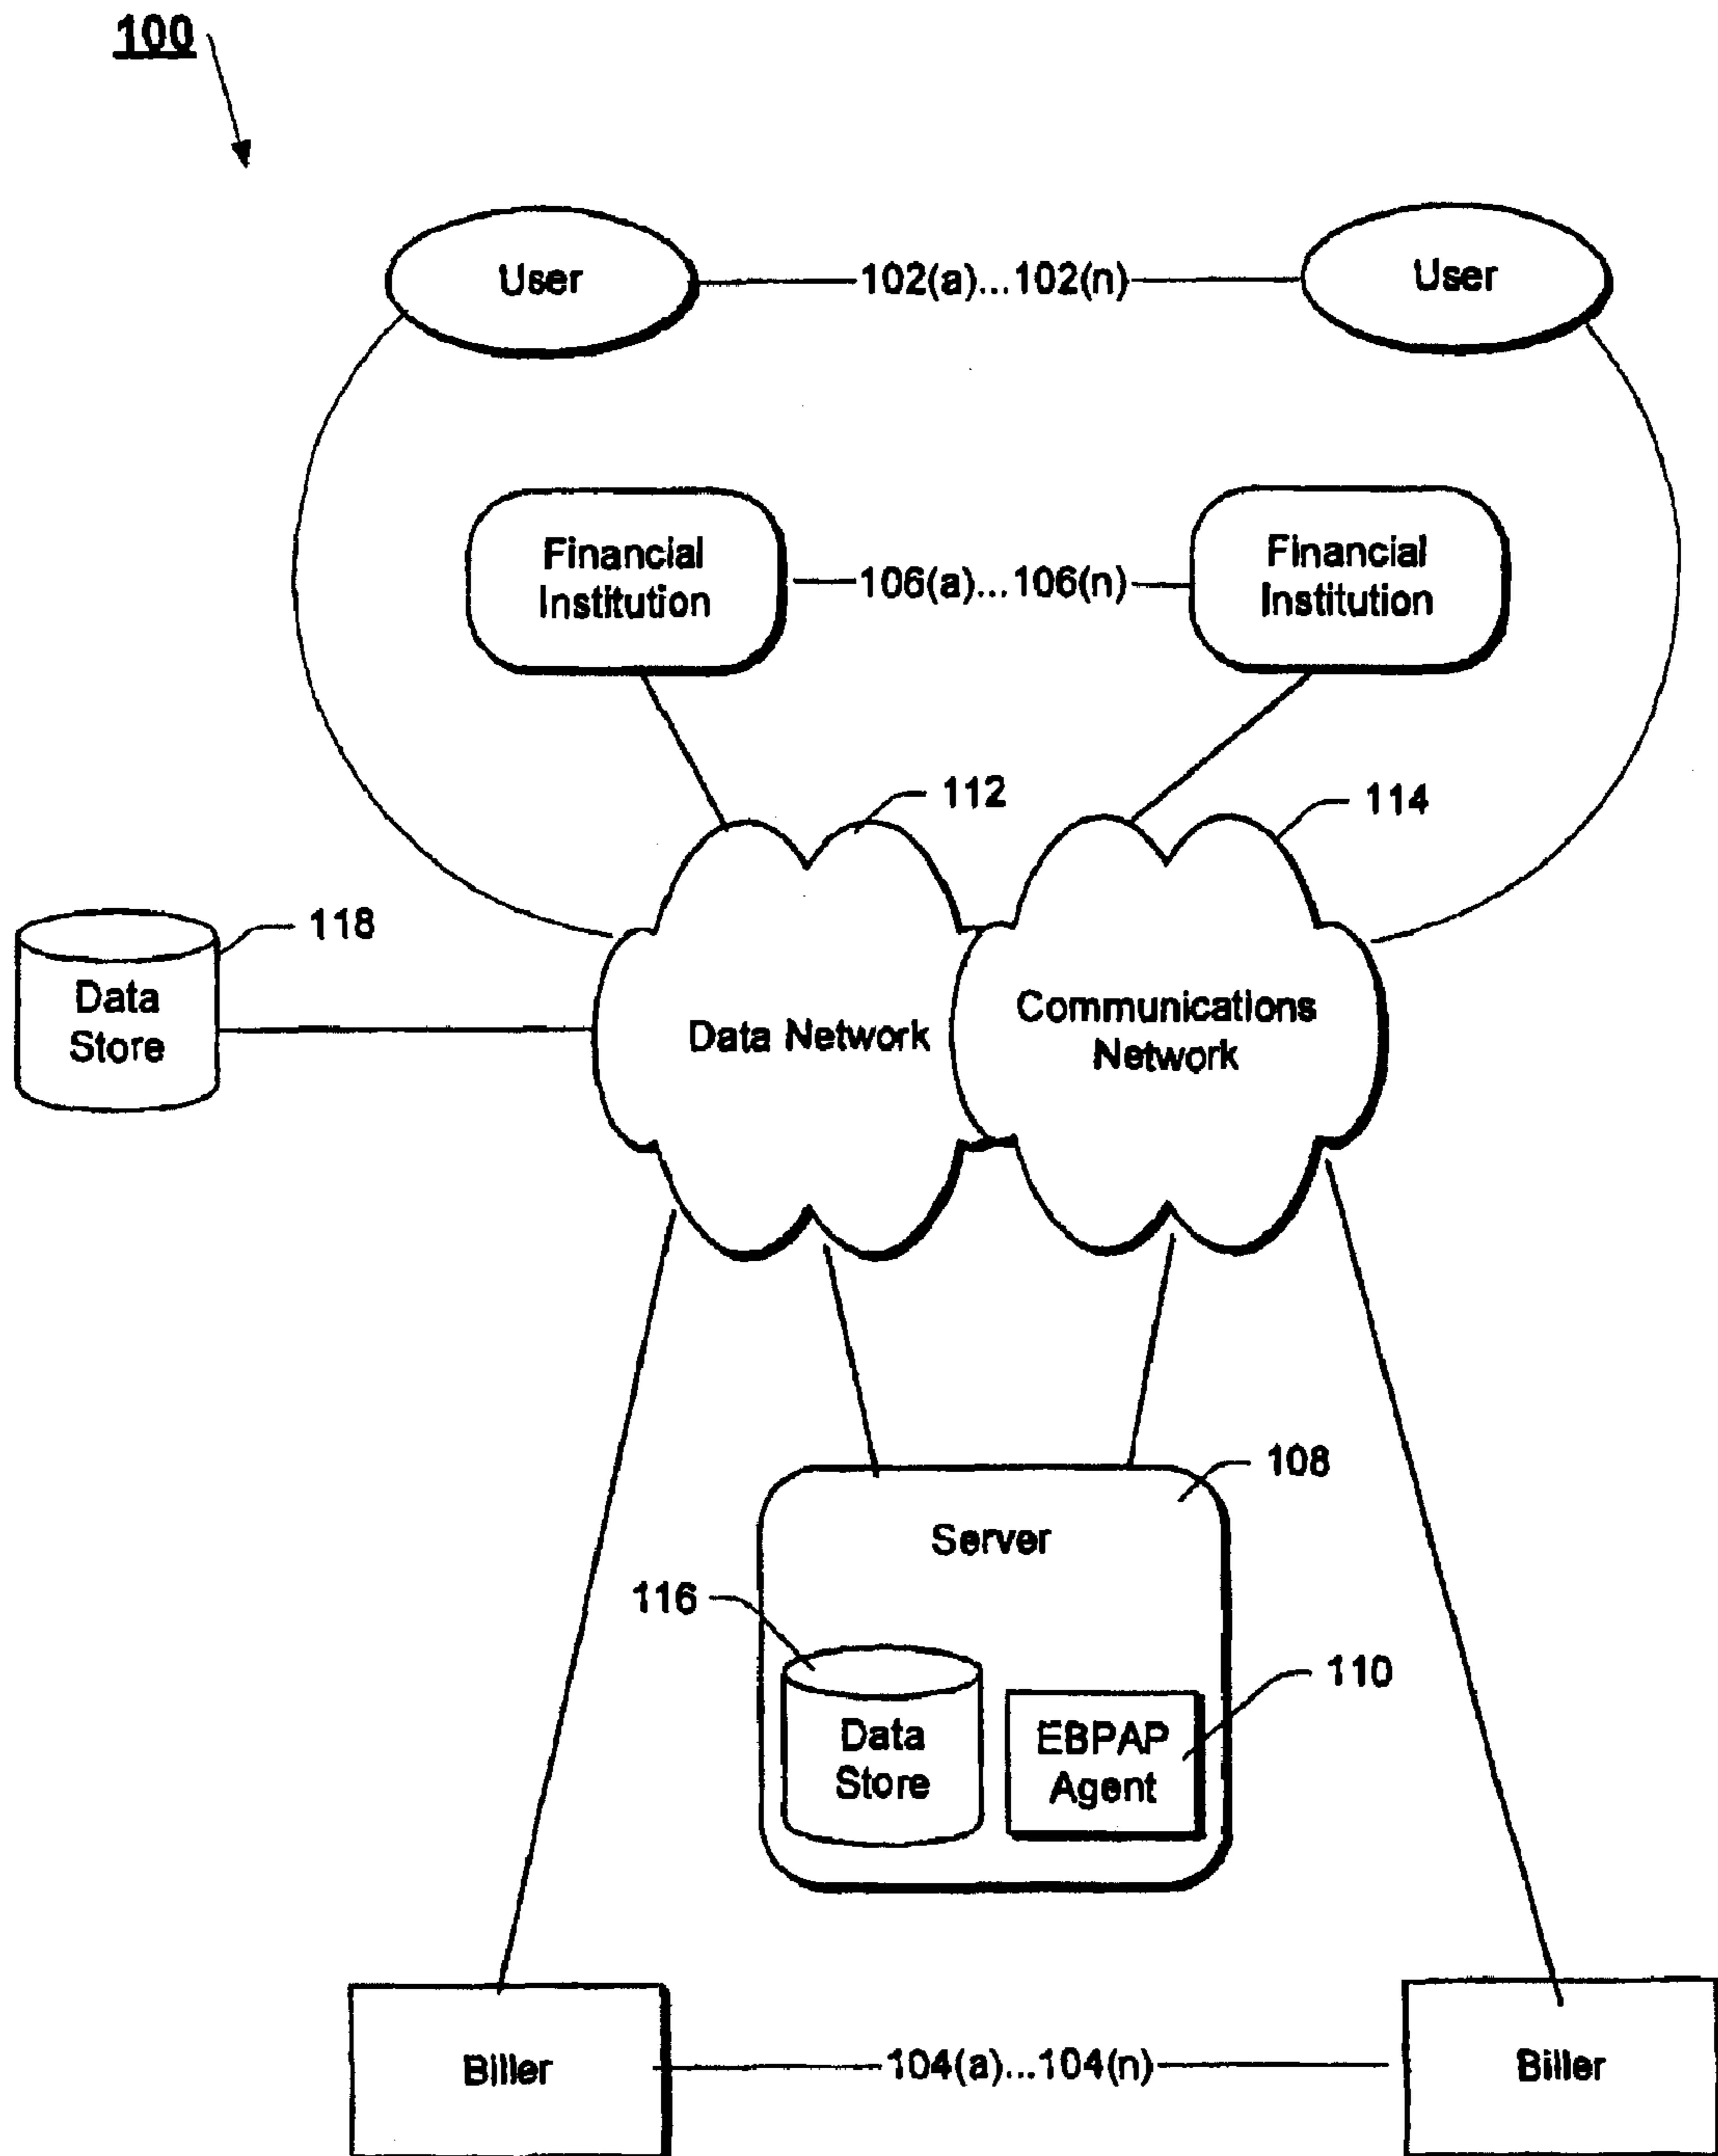 100
User
102(a)...102(n)
User
Financial
Institution
106(a)...106(n)
Financial
Institution
112
114
118
Data
Store
Data Network
Communications
Network
108
Server
116
110
Data
Store
EBPAP
Agent
Biller
104(a)...104(n)
Biller